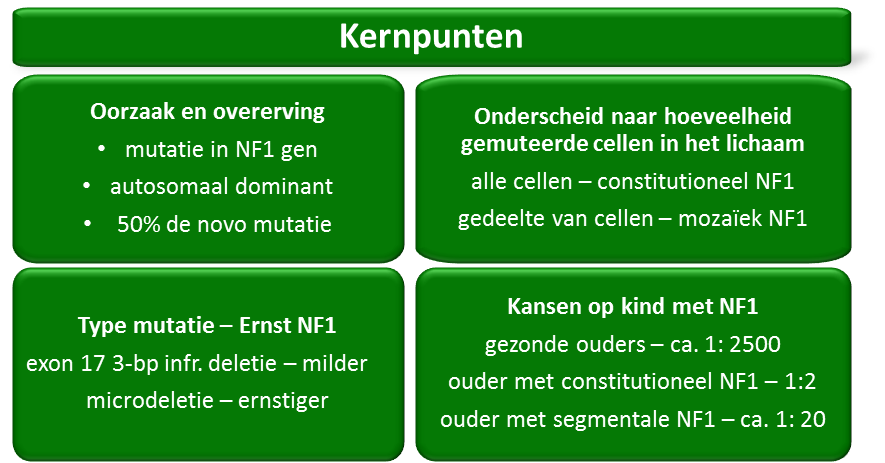 Kernpunten
Oorzaak en overerving
• mutatie in NF1 gen
• autosomaal dominant
• 50% de novo mutatie
Onderscheid naar hoeveelheid
gemuteerde cellen in het lichaam
alle cellen – constitutioneel NF1
gedeelte van cellen – mozaïek NF1
Type mutatie – Ernst NF1
exon 17 3-bp infr. deletie – milder
microdeletie – ernstiger
Kansen op kind met NF1
gezonde ouders – ca. 1: 2500
ouder met constitutioneel NF1 – 1:2
ouder met segmentale NF1 – ca. 1: 20